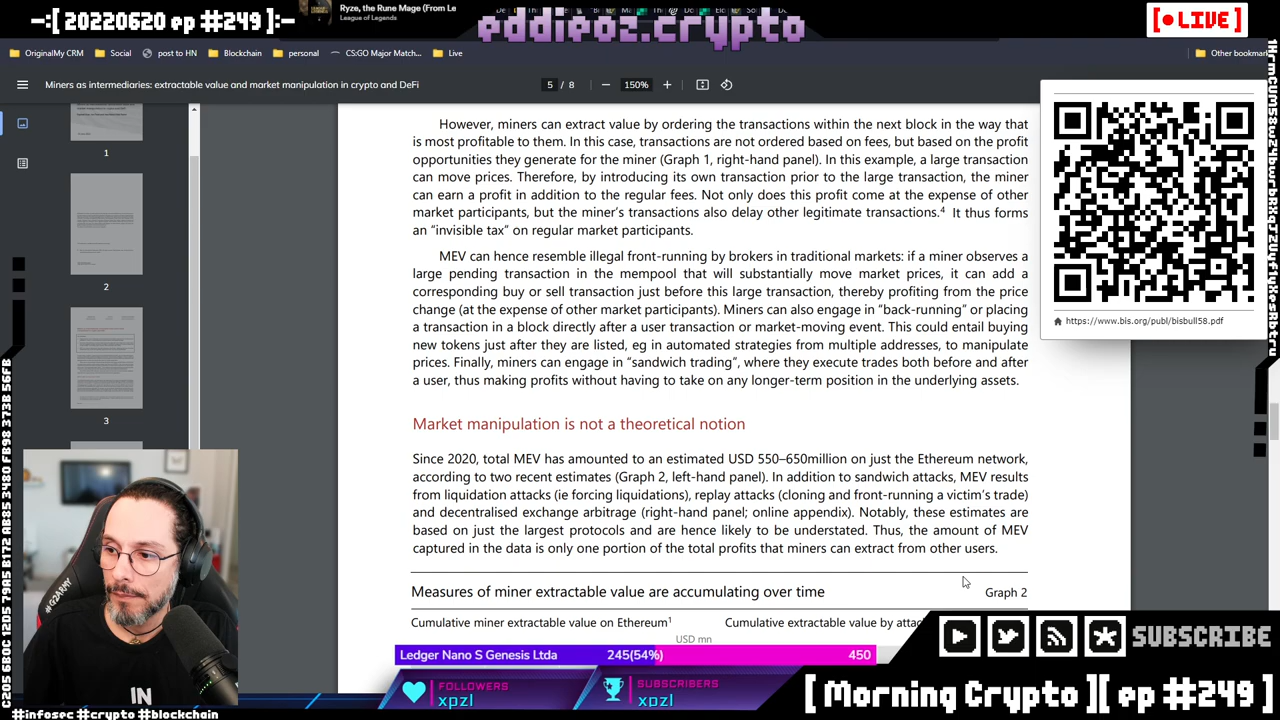 -:[ 20220620 ep #249 ]:-
Ryze, the Rune Mage (From Le
League of Legends
eddieoz.crypto
[ • LIVE ]
OriginalMy CRM
Social
post to HN
Blockchain
personal
CS:GO Major Match...
Live
Other bookmar
Miners as intermediaries: extractable value and market manipulation in crypto and DeFi
5 / 8
150%
1
2
3
However, miners can extract value by ordering the transactions within the next block in the way that
is most profitable to them. In this case, transactions are not ordered based on fees, but based on the profit
opportunities they generate for the miner (Graph 1, right-hand panel). In this example, a large transaction
can move prices. Therefore, by introducing its own transaction prior to the large transaction, the miner
can earn a profit in addition to the regular fees. Not only does this profit come at the expense of other
market participants, but the miner's transactions also delay other legitimate transactions.⁴ It thus forms
an "invisible tax" on regular market participants.
MEV can hence resemble illegal front-running by brokers in traditional markets: if a miner observes a
large pending transaction in the mempool that will substantially move market prices, it can add a
corresponding buy or sell transaction just before this large transaction, thereby profiting from the price
change (at the expense of other market participants). Miners can also engage in "back-running" or placing
a transaction in a block directly after a user transaction or market-moving event. This could entail buying
new tokens just after they are listed, eg in automated strategies from multiple addresses, to manipulate
prices. Finally, miners can engage in "sandwich trading", where they execute trades both before and after
a user, thus making profits without having to take on any longer-term position in the underlying assets.
Market manipulation is not a theoretical notion
Since 2020, total MEV has amounted to an estimated USD 550–650million on just the Ethereum network,
according to two recent estimates (Graph 2, left-hand panel). In addition to sandwich attacks, MEV results
from liquidation attacks (ie forcing liquidations), replay attacks (cloning and front-running a victim's trade)
and decentralised exchange arbitrage (right-hand panel; online appendix). Notably, these estimates are
based on just the largest protocols and are hence likely to be understated. Thus, the amount of MEV
captured in the data is only one portion of the total profits that miners can extract from other users.
Measures of miner extractable value are accumulating over time
Graph 2
Cumulative miner extractable value on Ethereum¹
Cumulative extractable value by attac
USD mn
https://www.bis.org/publ/bisbull58.pdf
Ledger Nano S Genesis Ltda
245(54%)
450
FOLLOWERS
xpzl
SUBSCRIBERS
xpzl
SUBSCRIBE
[ Morning Crypto ][ ep #249 ]
#G2ARMY
IN
#infosec #crypto #blockchain